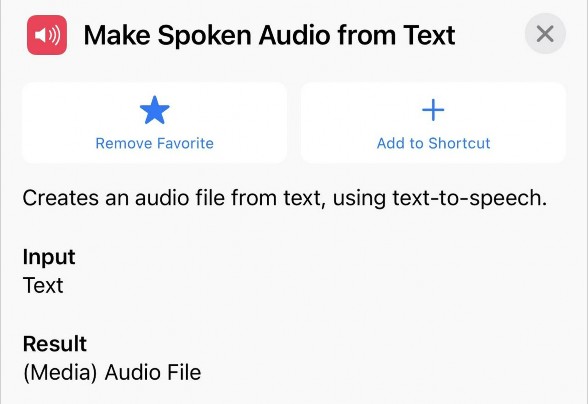 Make Spoken Audio from Text
Remove Favorite
Add to Shortcut
Creates an audio file from text, using text-to-speech.
Input
Text
Result
(Media) Audio File